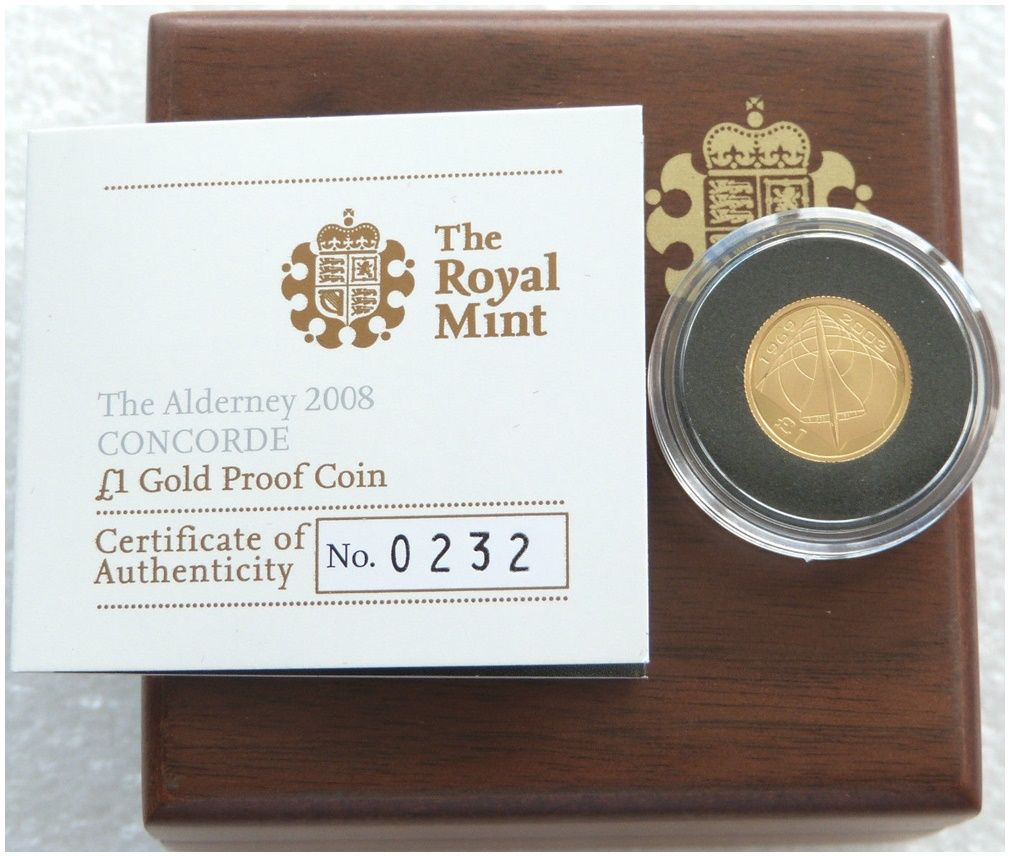 The
Royal
Mint
The Alderney 2008
CONCORDE
£1 Gold Proof Coin
Certificate of
Authenticity
No. 0232
1969 2003
£1